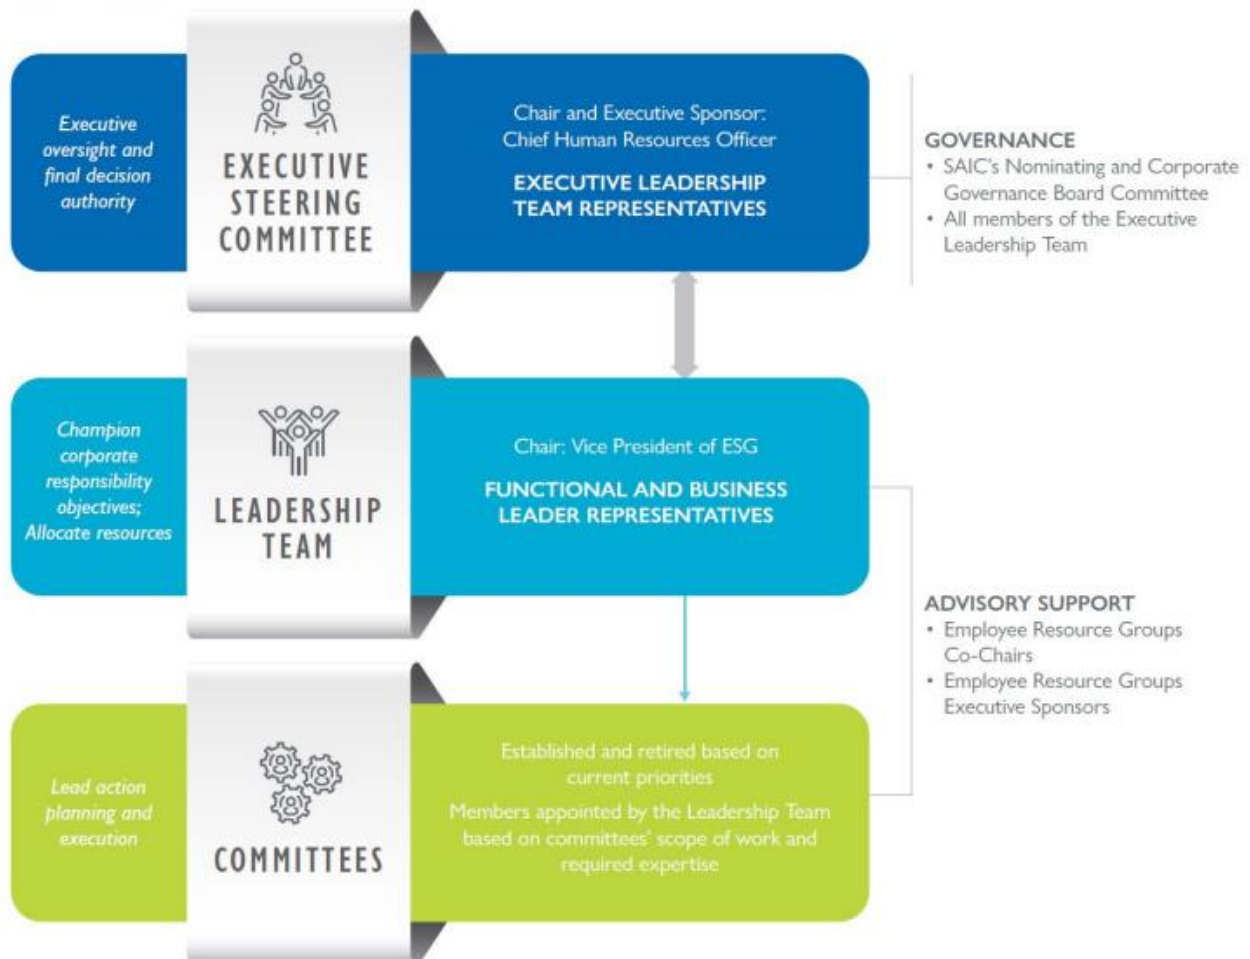 Executive
oversight and
final decision
authority
EXECUTIVE
STEERING
COMMITTEE
Chair and Executive Sponsor:
Chief Human Resources Officer
EXECUTIVE LEADERSHIP
TEAM REPRESENTATIVES
GOVERNANCE
• SAIC's Nominating and Corporate
Governance Board Committee
• All members of the Executive
Leadership Team
Champion
corporate
responsibility
objectives;
Allocate resources
LEADERSHIP
TEAM
Chair: Vice President of ESG
FUNCTIONAL AND BUSINESS
LEADER REPRESENTATIVES
ADVISORY SUPPORT
• Employee Resource Groups
Co-Chairs
• Employee Resource Groups
Executive Sponsors
Lead action
planning and
execution
COMMITTEES
Established and retired based on
current priorities
Members appointed by the Leadership Team
based on committees' scope of work and
required expertise